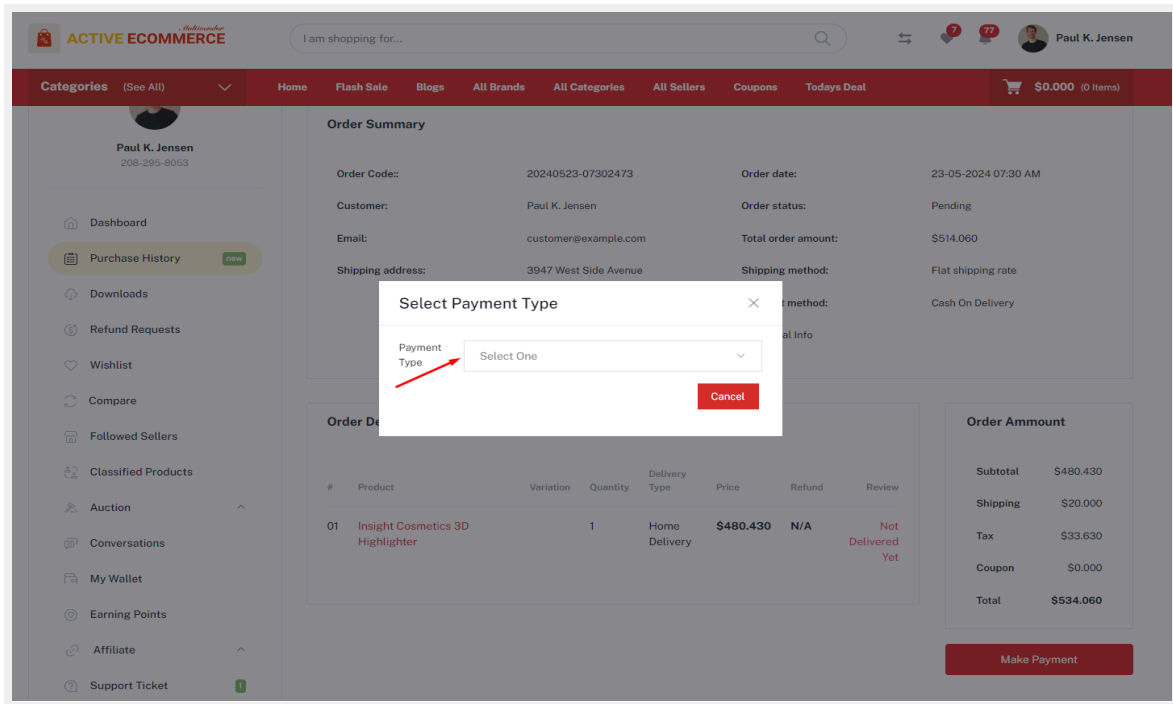 Multivendor
ACTIVE ECOMMERCE
I am shopping for...
7
77
Paul K. Jensen
Categories (See All)
Home Flash Sale Blogs All Brands All Categories All Sellers Coupons Todays Deal
$0.000 (0 Items)
Paul K. Jensen
208-295-8053
Dashboard
Purchase History new
Downloads
Refund Requests
Wishlist
Compare
Followed Sellers
Classified Products
Auction
Conversations
My Wallet
Earning Points
Affiliate
Support Ticket 1
Order Summary
Order Code:: 20240523-07302473 Order date: 23-05-2024 07:30 AM
Customer: Paul K. Jensen Order status: Pending
Email: customer@example.com Total order amount: $514.060
Shipping address: 3947 West Side Avenue Shipping method: Flat shipping rate
method: Cash On Delivery
al Info
Select Payment Type
Payment
Type
Select One
Cancel
Order De
# Product Variation Quantity Delivery Type Price Refund Review
01 Insight Cosmetics 3D Highlighter 1 Home Delivery $480.430 N/A Not Delivered Yet
Order Ammount
Subtotal $480.430
Shipping $20.000
Tax $33.630
Coupon $0.000
Total $534.060
Make Payment